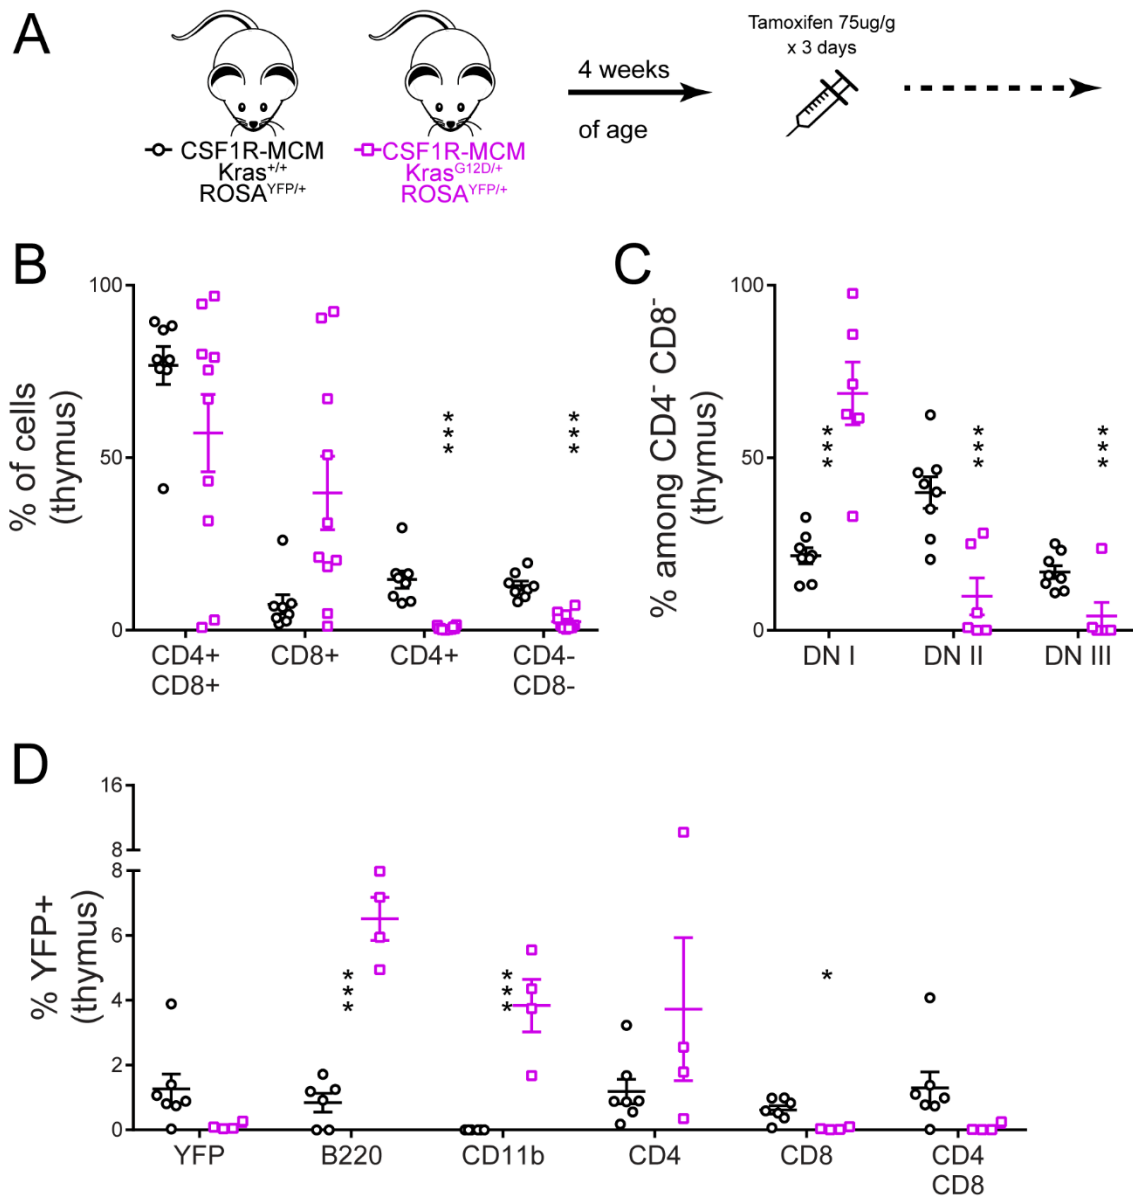 A
Tamoxifen 75ug/g
x 3 days
4 weeks
of age
CSF1R-MCM
Kras+/+
ROSAYFP/+
CSF1R-MCM
KrasG12D/+
ROSAYFP/+
B
% of cells
(thymus)
100
50
0
***
***
CD4+
CD8+
CD8+
CD4+
CD4-
CD8-
C
% among CD4- CD8-
(thymus)
100
50
0
***
***
***
DN I
DN II
DN III
D
% YFP+
(thymus)
16
8
8
6
4
2
0
***
***
*
YFP
B220
CD11b
CD4
CD8
CD4
CD8